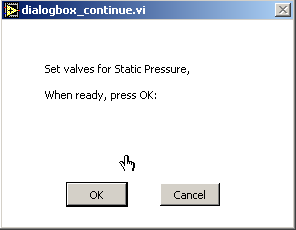 dialogbox_continue.vi
Set valves for Static Pressure,
When ready, press OK:
OK
Cancel